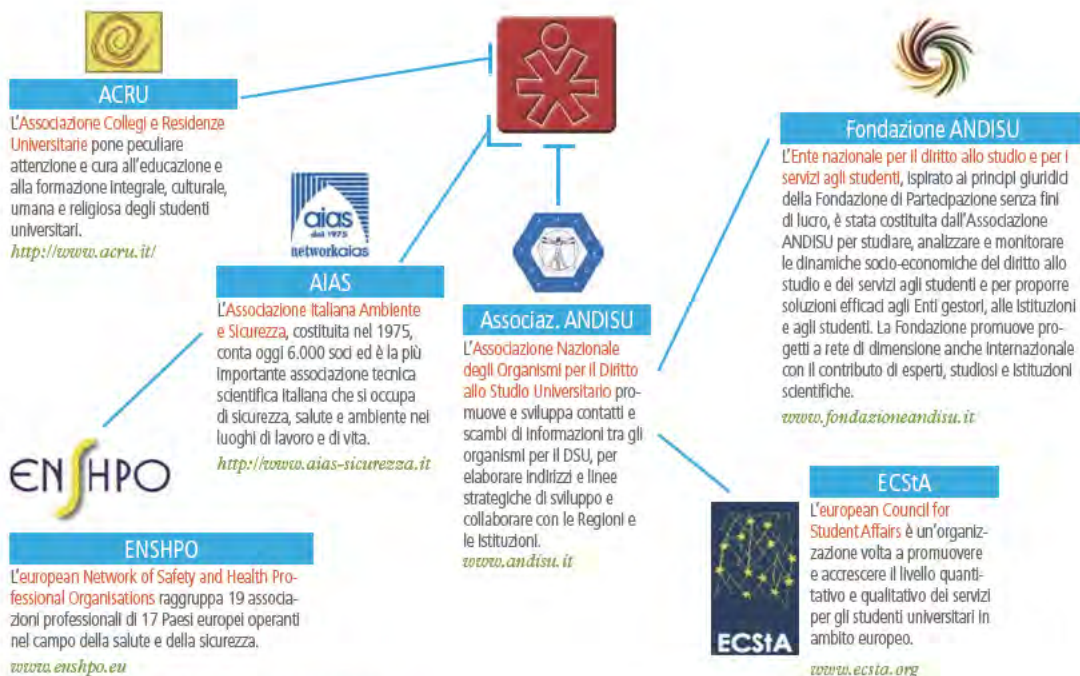 ACRU
L'Associazione Collegi e Residenze
Universitarie pone peculiare
attenzione e cura all'educazione e
alla formazione integrale, culturale,
umana e religiosa degli studenti
universitari.
http://www.acru.it/
aias
dal 1975
networkaias
AIAS
L'Associazione Italiana Ambiente
e Sicurezza, costituita nel 1975,
conta oggi 6.000 soci ed è la più
importante associazione tecnica
scientifica italiana che si occupa
di sicurezza, salute e ambiente nei
luoghi di lavoro e di vita.
http://www.aias-sicurezza.it
ENSHPO
ENSHPO
L'european Network of Safety and Health Pro-
fessional Organisations raggruppa 19 associa-
zioni professionali di 17 Paesi europei operanti
nel campo della salute e della sicurezza.
www.enshpo.eu
Associaz. ANDISU
L'Associazione Nazionale
degli Organismi per il Diritto
allo Studio Universitario pro-
muove e sviluppa contatti e
scambi di informazioni tra gli
organismi per il DSU, per
elaborare indirizzi e linee
strategiche di sviluppo e
collaborare con le Regioni e
le Istituzioni.
www.andisu.it
Fondazione ANDISU
L'Ente nazionale per il diritto allo studio e per i
servizi agli studenti, ispirato ai principi giuridici
della Fondazione di Partecipazione senza fini
di lucro, è stata costituita dall'Associazione
ANDISU per studiare, analizzare e monitorare
le dinamiche socio-economiche del diritto allo
studio e dei servizi agli studenti e per proporre
soluzioni efficaci agli Enti gestori, alle istituzioni
e agli studenti. La Fondazione promuove pro-
getti a rete di dimensione anche internazionale
con il contributo di esperti, studiosi e istituzioni
scientifiche.
www.fondazioneandisu.it
ECStA
ECStA
L'european Council for
Student Affairs è un'organiz-
zazione volta a promuovere
e accrescere il livello quanti-
tativo e qualitativo dei servizi
per gli studenti universitari in
ambito europeo.
www.ecsta.org